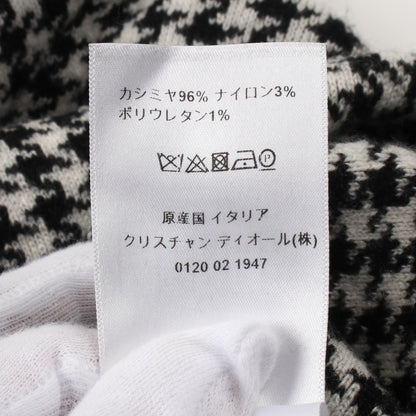 カシミヤ96% ナイロン3%
ポリウレタン1%
P
原産国 イタリア
クリスチャン ディオール(株)
0120 02 1947